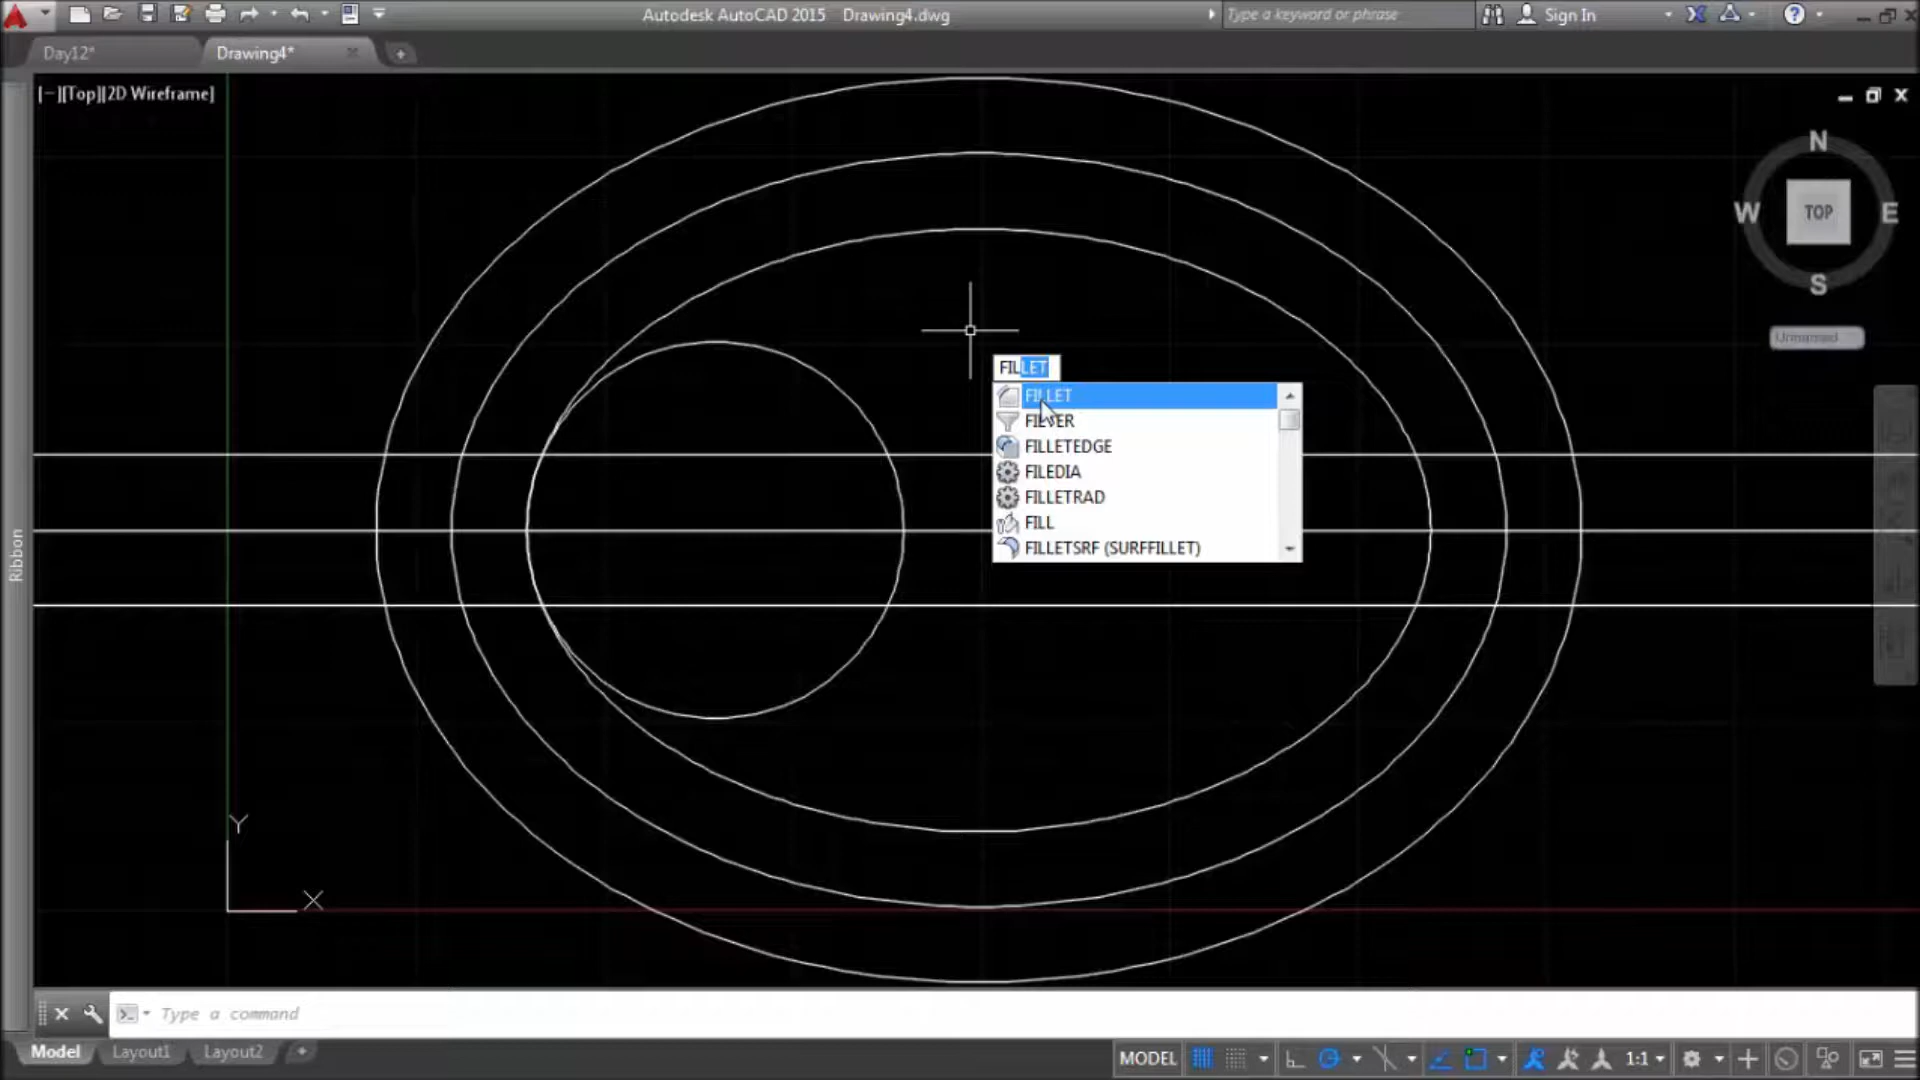 Autodesk AutoCAD 2015 Drawing4.dwg
Type a keyword or phrase
Sign In
Day12*
Drawing4*
[−][Top][2D Wireframe]
N
W
TOP
E
S
Unnamed
FILLET
FILLET
FILTER
FILLETEDGE
FILEDIA
FILLETRAD
FILL
FILLETSRF (SURFFILLET)
Ribbon
Y
X
Type a command
Model
Layout1
Layout2
MODEL
1:1